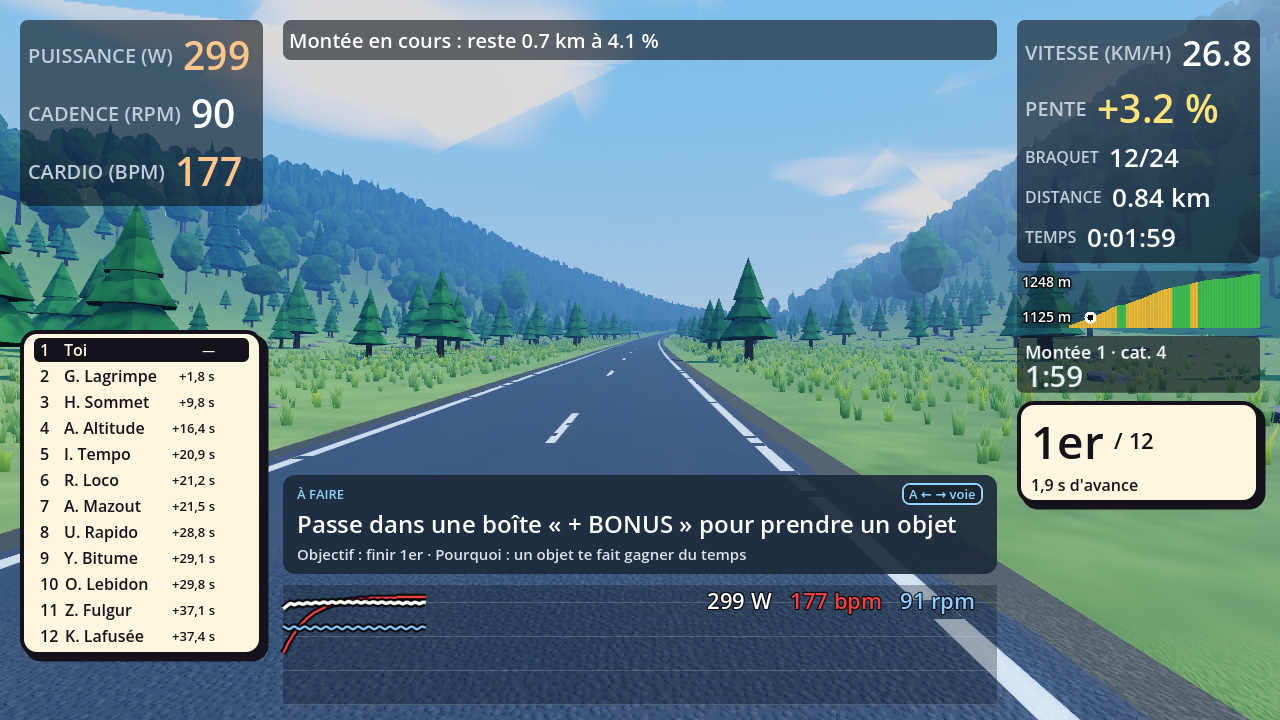 PUISSANCE (W) 299
CADENCE (RPM) 90
CARDIO (BPM) 177
Montée en cours : reste 0.7 km à 4.1 %
VITESSE (KM/H) 26.8
PENTE +3.2 %
BRAQUET 12/24
DISTANCE 0.84 km
TEMPS 0:01:59
1248 m
1125 m
Montée 1 · cat. 4
1:59
1er / 12
1,9 s d'avance
1 Toi —
2 G. Lagrimpe +1,8 s
3 H. Sommet +9,8 s
4 A. Altitude +16,4 s
5 I. Tempo +20,9 s
6 R. Loco +21,2 s
7 A. Mazout +21,5 s
8 U. Rapido +28,8 s
9 Y. Bitume +29,1 s
10 O. Lebidon +29,8 s
11 Z. Fulgur +37,1 s
12 K. Lafusée +37,4 s
À FAIRE
A ← → voie
Passe dans une boîte « + BONUS » pour prendre un objet
Objectif : finir 1er · Pourquoi : un objet te fait gagner du temps
299 W 177 bpm 91 rpm